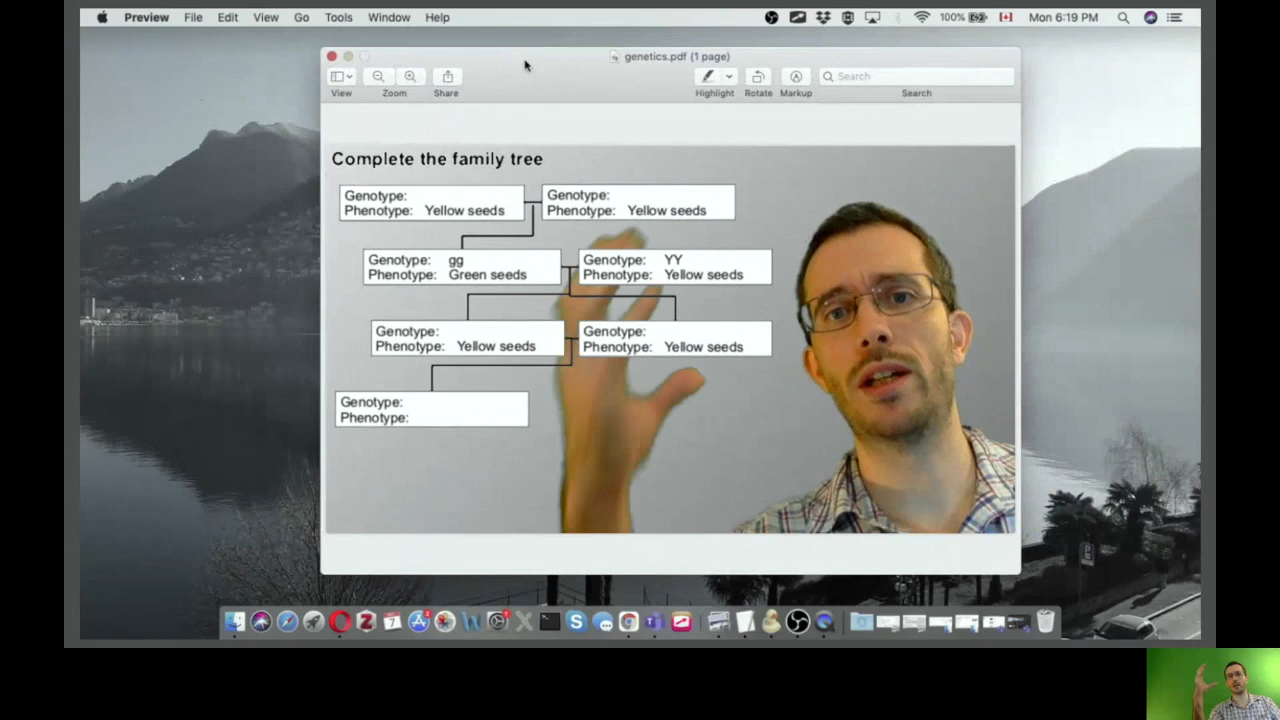 Preview File Edit View Go Tools Window Help 100% Mon 6:19 PM
genetics.pdf (1 page)
Search
View Zoom Share Highlight Rotate Markup Search
Complete the family tree
Genotype: Genotype:
Phenotype: Yellow seeds Phenotype: Yellow seeds
Genotype: gg Genotype: YY
Phenotype: Green seeds Phenotype: Yellow seeds
Genotype: Genotype:
Phenotype: Yellow seeds Phenotype: Yellow seeds
Genotype:
Phenotype: